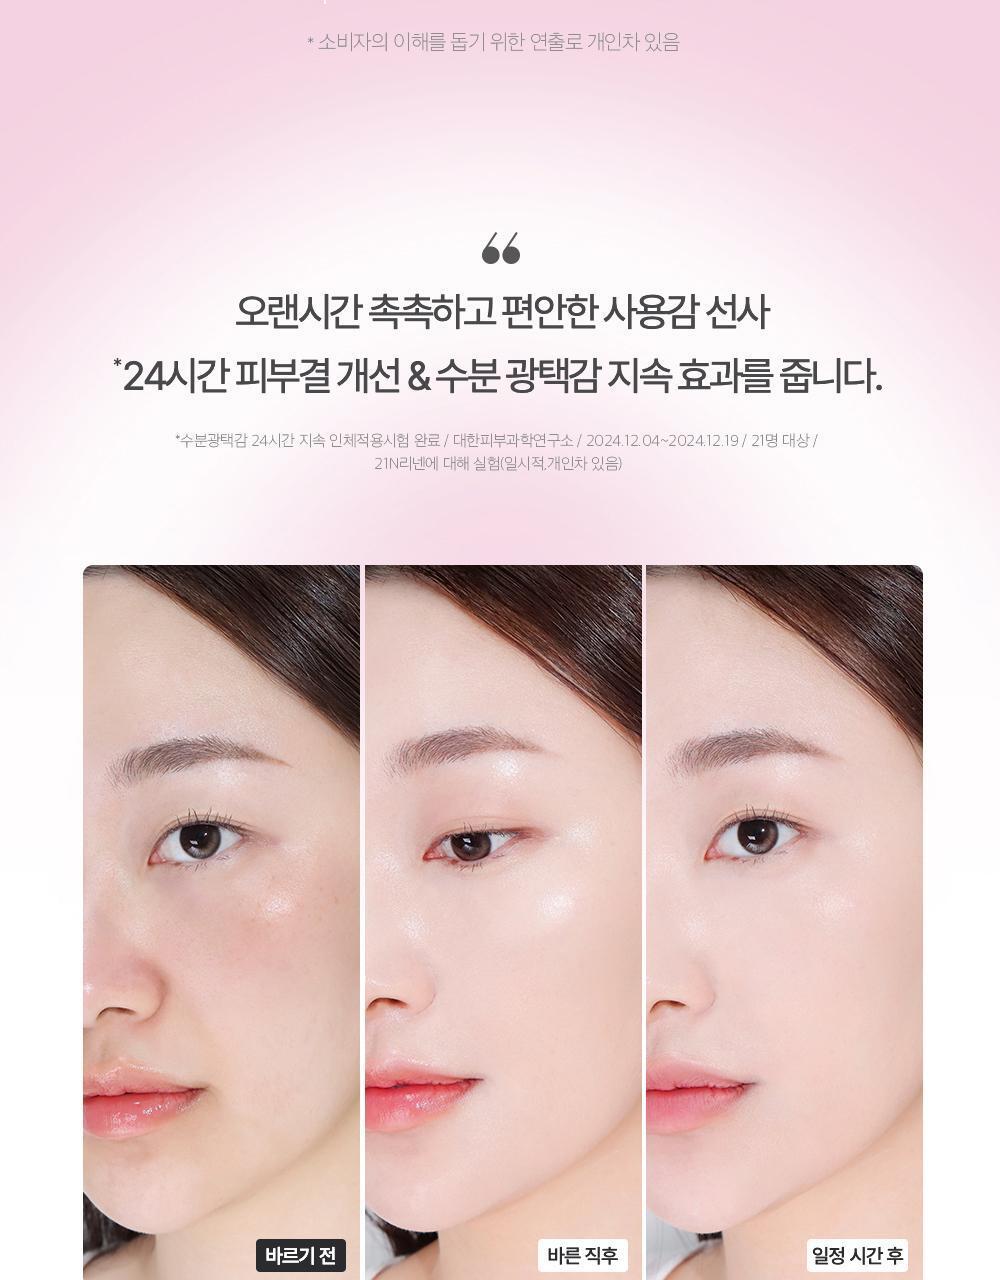 * 소비자의 이해를 돕기 위한 연출로 개인차 있음
오랜시간 촉촉하고 편안한 사용감 선사
*24시간 피부결 개선 & 수분 광택감 지속 효과를 줍니다.
*수분광택감 24시간 지속 인체적용시험 완료 / 대한피부과학연구소 / 2024.12.04~2024.12.19 / 21명 대상 /
21N리넨에 대해 실험(일시적,개인차 있음)
바르기 전
바른 직후
일정 시간 후